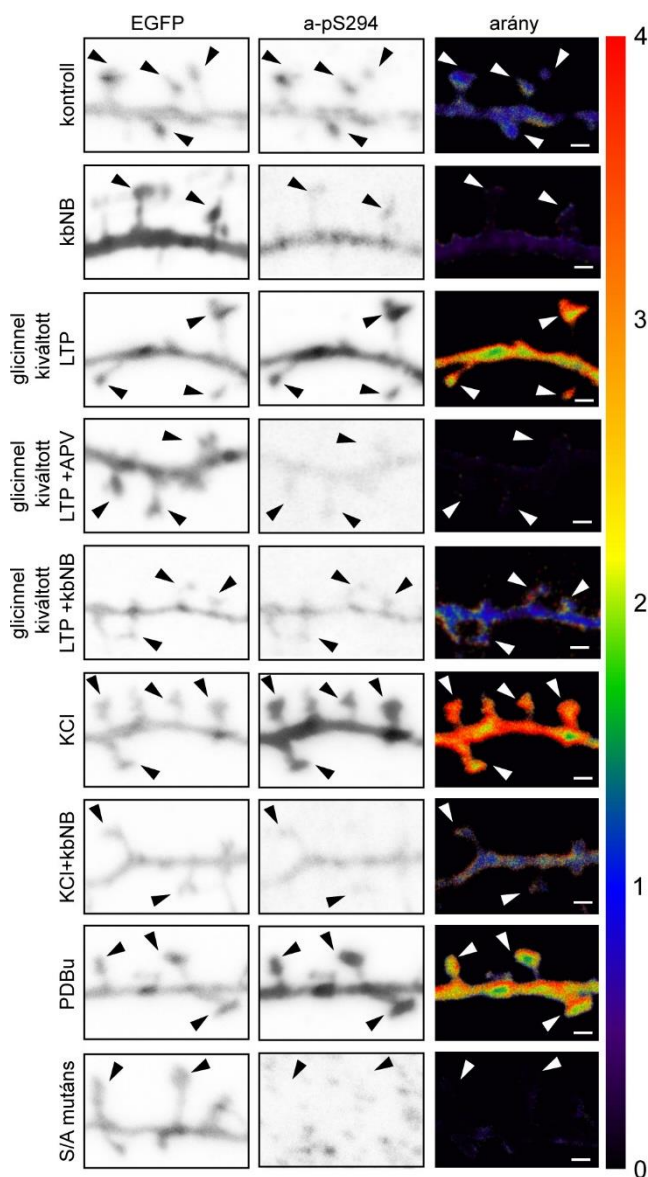 EGFP a-pS294 arány
kontroll
kbNB
glicinnel
kiváltott
LTP
glicinnel
kiváltott
LTP +APV
glicinnel
kiváltott
LTP +kbNB
KCl
KCl+kbNB
PDBu
S/A mutáns
4
3
2
1
0